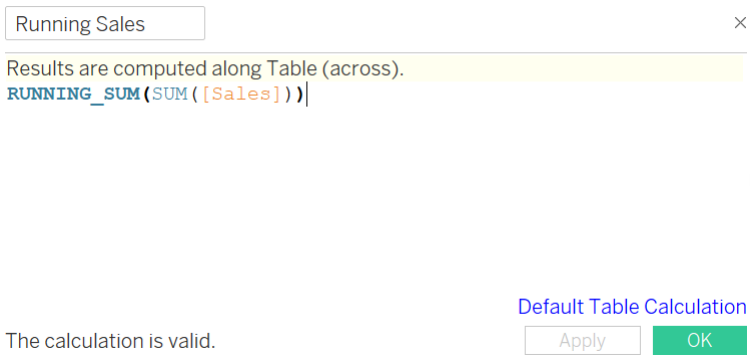 Running Sales
×
Results are computed along Table (across).
RUNNING_SUM(SUM([Sales]))
Default Table Calculation
The calculation is valid.
Apply
OK